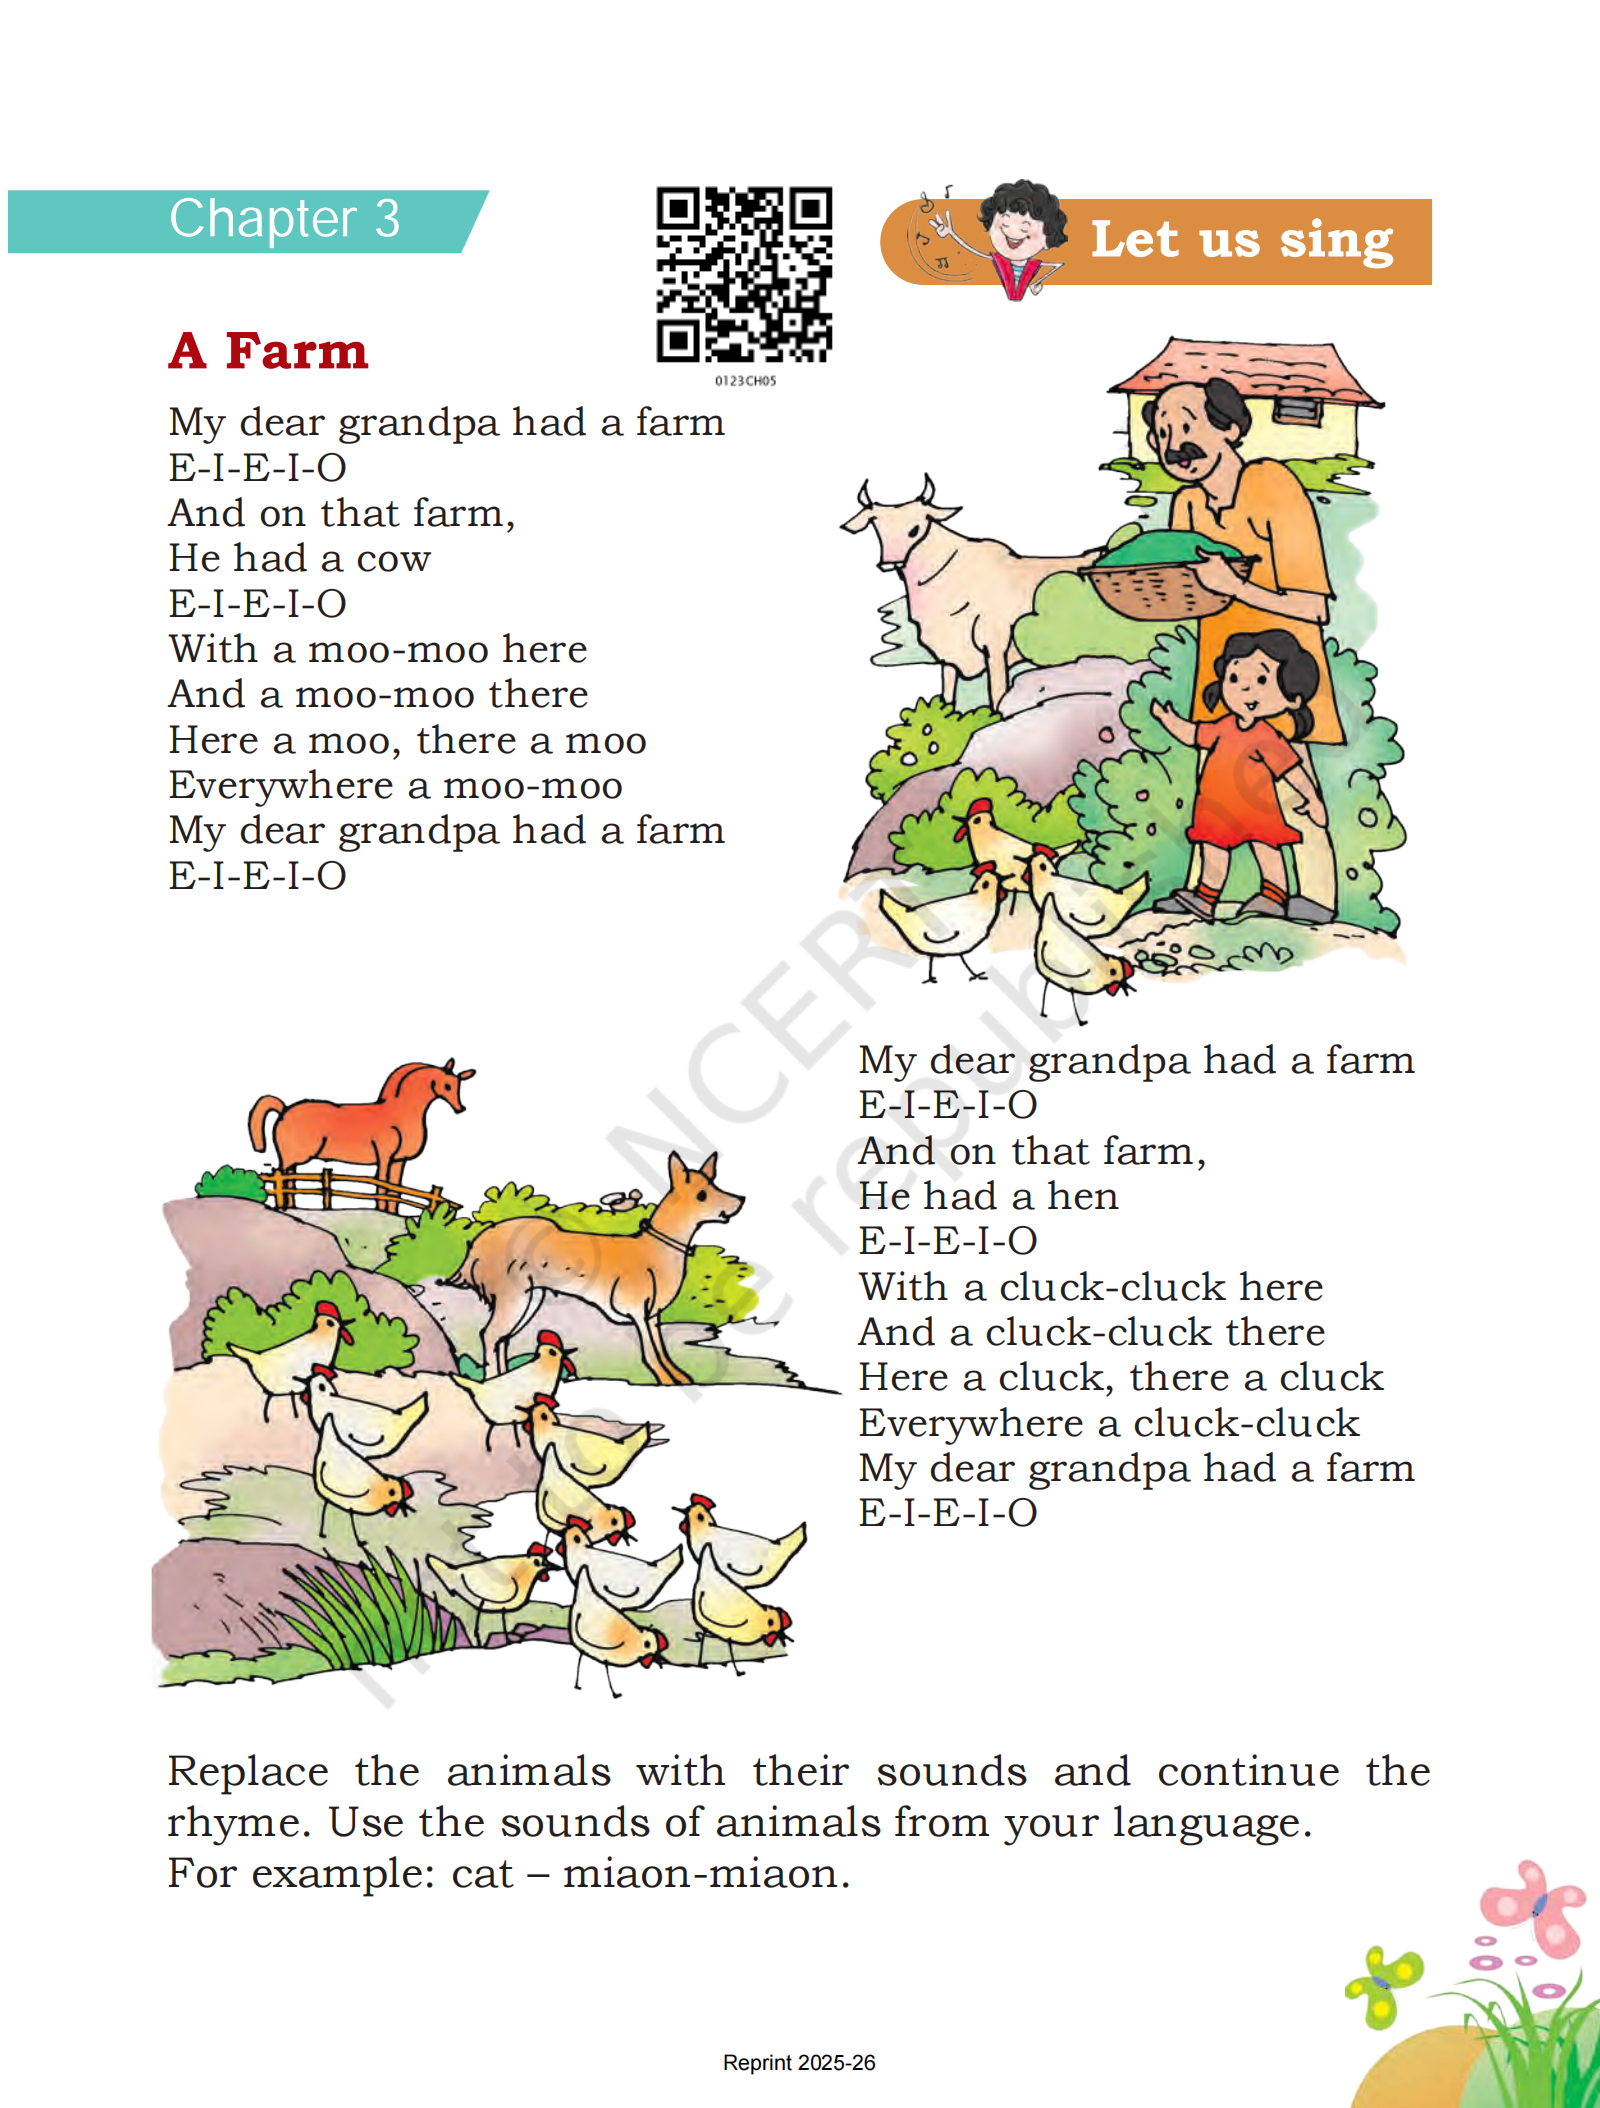 Chapter 3
Let us sing
0123CH05
A Farm
My dear grandpa had a farm
E-I-E-I-O
And on that farm,
He had a cow
E-I-E-I-O
With a moo-moo here
And a moo-moo there
Here a moo, there a moo
Everywhere a moo-moo
My dear grandpa had a farm
E-I-E-I-O
My dear grandpa had a farm
E-I-E-I-O
And on that farm,
He had a hen
E-I-E-I-O
With a cluck-cluck here
And a cluck-cluck there
Here a cluck, there a cluck
Everywhere a cluck-cluck
My dear grandpa had a farm
E-I-E-I-O
© NCERT
be republished
Replace the animals with their sounds and continue the
rhyme. Use the sounds of animals from your language.
For example: cat – miaon-miaon.
Reprint 2025-26